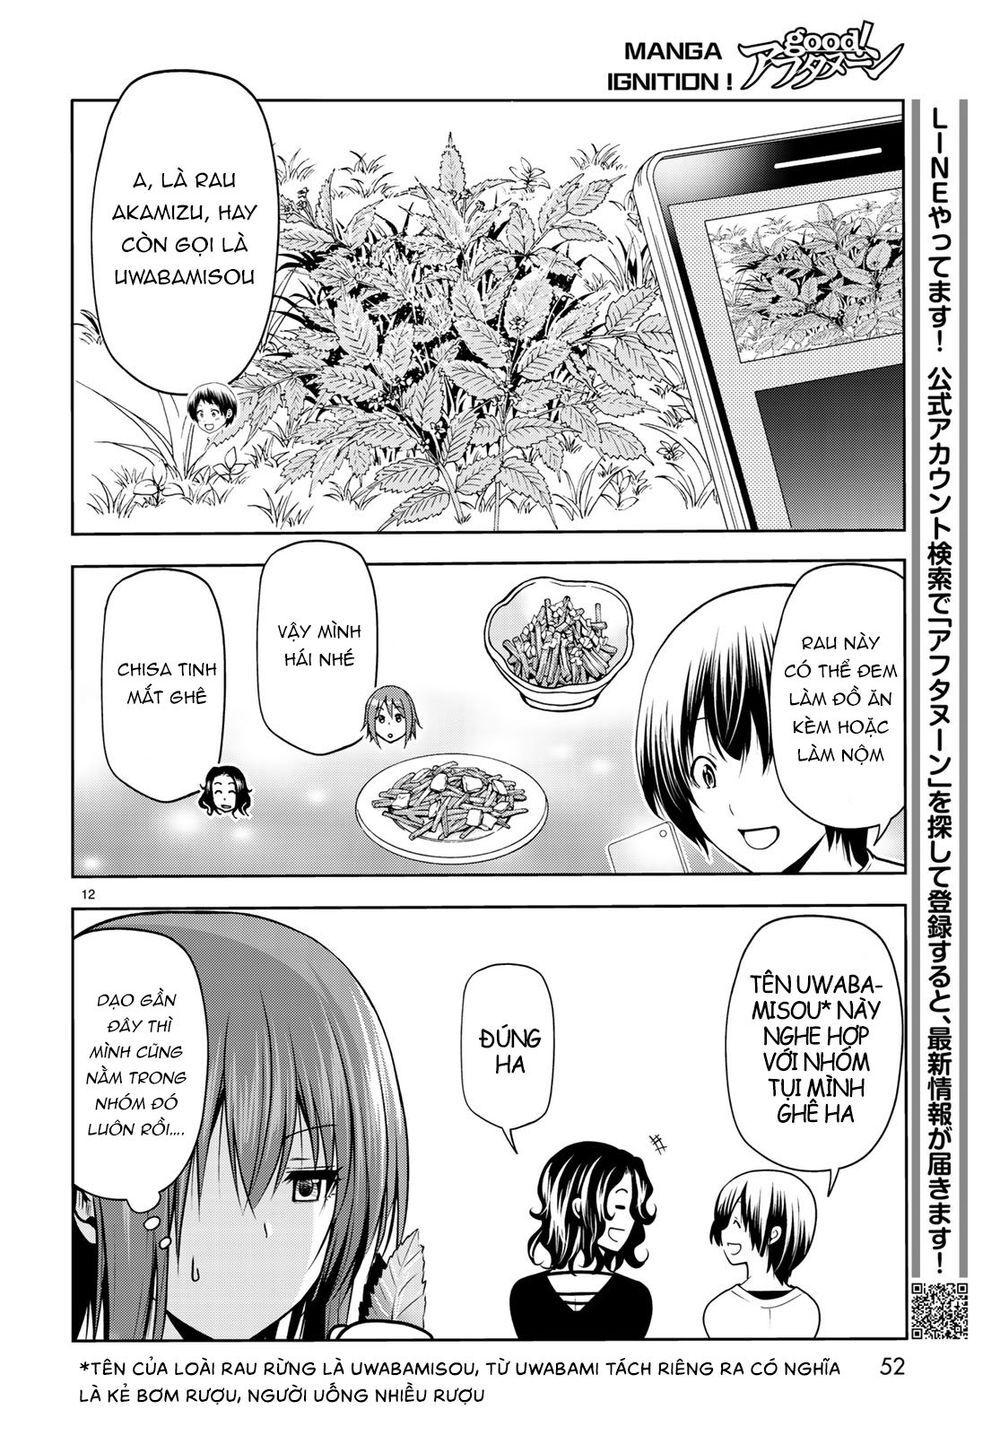 MANGA
IGNITION!
good!
アフタヌーン
LINEやってます! 公式アカウント検索で「アフタヌーン」を探して登録すると、最新情報が届きます!
A, LÀ RAU
AKAMIZU, HAY
CÒN GỌI LÀ
UWABAMISOU
RAU NÀY
CÓ THỂ ĐEM
LÀM ĐỒ ĂN
KÈM HOẶC
LÀM NỘM
VẬY MÌNH
HÁI NHÉ
CHISA TINH
MẮT GHÊ
12
TÊN UWABA-
MISOU* NÀY
NGHE HỢP
VỚI NHÓM
TỤI MÌNH
GHÊ HA
ĐÚNG
HA
DẠO GẦN
ĐÂY THÌ
MÌNH CŨNG
NẰM TRONG
NHÓM ĐÓ
LUÔN RỒI....
*TÊN CỦA LOÀI RAU RỪNG LÀ UWABAMISOU, TỪ UWABAMI TÁCH RIÊNG RA CÓ NGHĨA
LÀ KẺ BƠM RƯỢU, NGƯỜI UỐNG NHIỀU RƯỢU
52